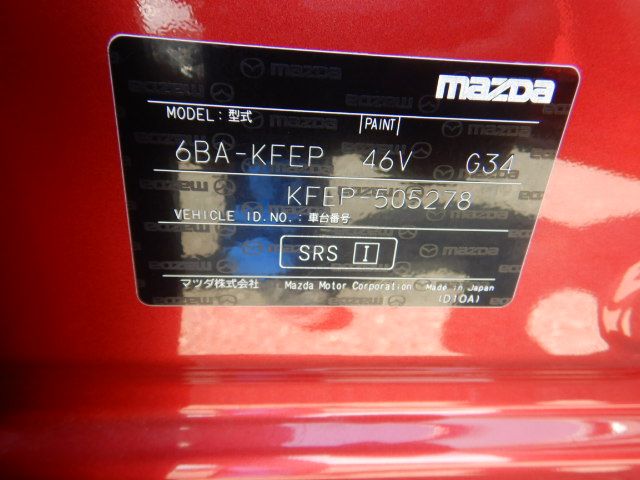 mazda
MODEL : 型式 PAINT
6BA-KFEP 46V G34
KFEP-505278
VEHICLE ID.NO. : 車台番号
SRS I
マツダ株式会社 Mazda Motor Corporation Made in Japan
(D10A)